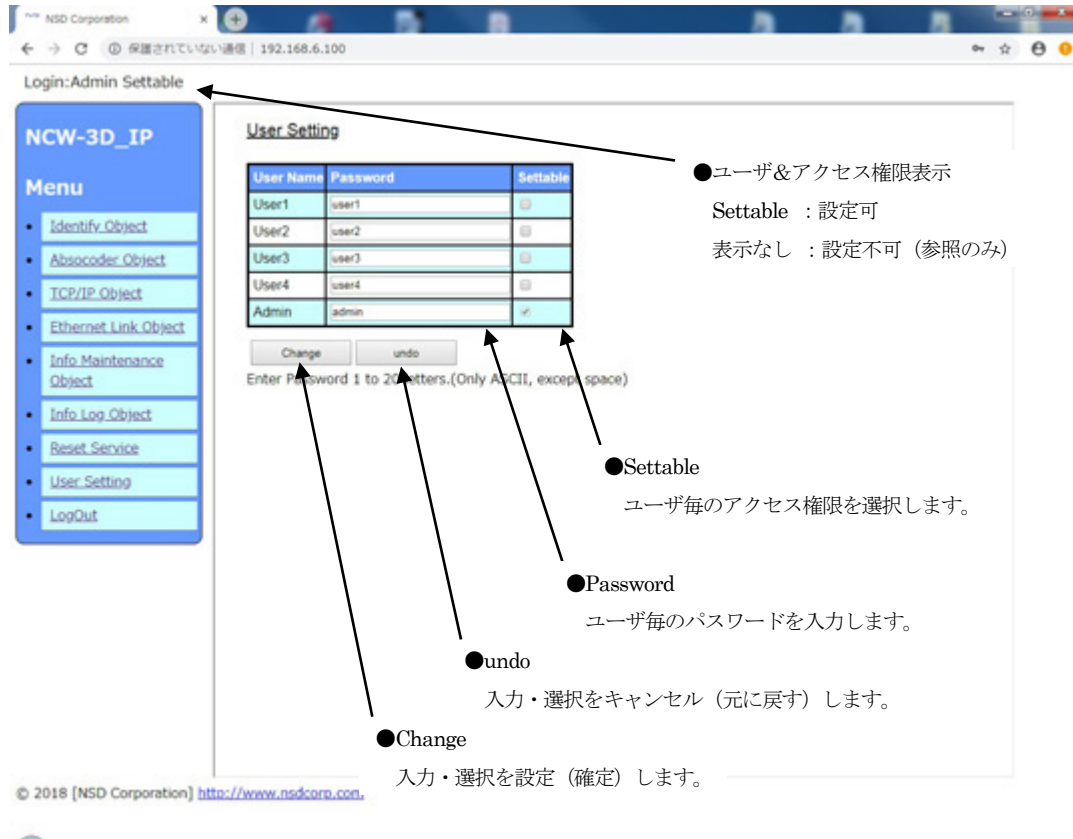 NSD Corporation
保護されていない通信 | 192.168.6.100
Login:Admin Settable
NCW-3D_IP
Menu
Identify Object
Absocoder Object
TCP/IP Object
Ethernet Link Object
Info Maintenance
Object
Info Log Object
Reset Service
User Setting
LogOut
User Setting
User Name Password Settable
User1 user1
User2 user2
User3 user3
User4 user4
Admin admin
Change undo
Enter Password 1 to 20 letters.(Only ASCII, except space)
●ユーザ&アクセス権限表示
Settable :設定可
表示なし :設定不可(参照のみ)
●Settable
ユーザ毎のアクセス権限を選択します。
●Password
ユーザ毎のパスワードを入力します。
●undo
入力・選択をキャンセル(元に戻す)します。
●Change
入力・選択を設定(確定)します。
© 2018 [NSD Corporation] http://www.nsdcorp.com.